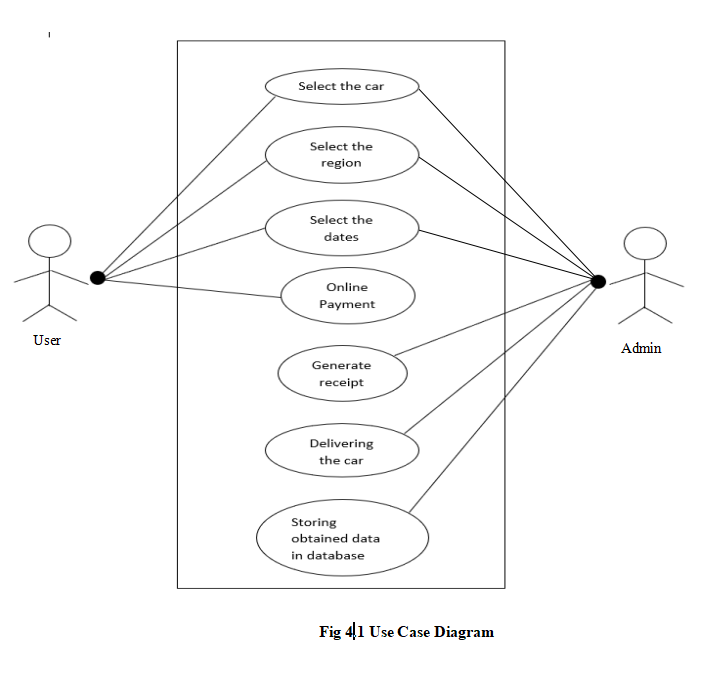 Select the car
Select the
region
Select the
dates
Online
Payment
Generate
receipt
Delivering
the car
Storing
obtained data
in database
User
Admin
Fig 4.1 Use Case Diagram